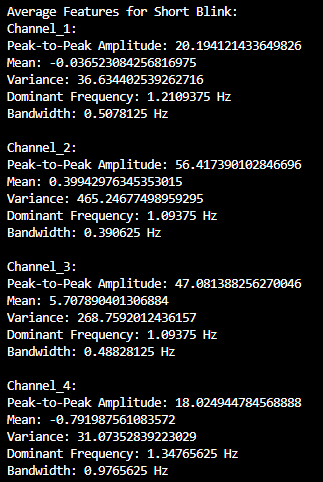 Average Features for Short Blink:
Channel_1:
Peak-to-Peak Amplitude: 20.194121433649826
Mean: -0.036523084256816975
Variance: 36.634402539262716
Dominant Frequency: 1.2109375 Hz
Bandwidth: 0.5078125 Hz
Channel_2:
Peak-to-Peak Amplitude: 56.417390102846696
Mean: 0.39942976345353015
Variance: 465.24677498959295
Dominant Frequency: 1.09375 Hz
Bandwidth: 0.390625 Hz
Channel_3:
Peak-to-Peak Amplitude: 47.081388256270046
Mean: 5.707890401306884
Variance: 268.7592012436157
Dominant Frequency: 1.09375 Hz
Bandwidth: 0.48828125 Hz
Channel_4:
Peak-to-Peak Amplitude: 18.024944784568888
Mean: -0.791987561083572
Variance: 31.07352839223029
Dominant Frequency: 1.34765625 Hz
Bandwidth: 0.9765625 Hz